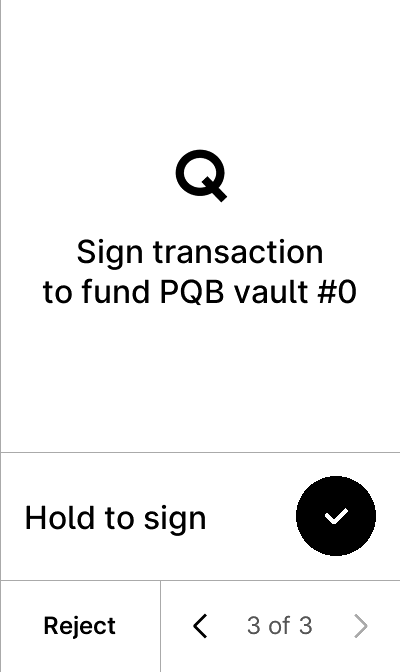 Q
Sign transaction
to fund PQB vault #0
Hold to sign
Reject
3 of 3